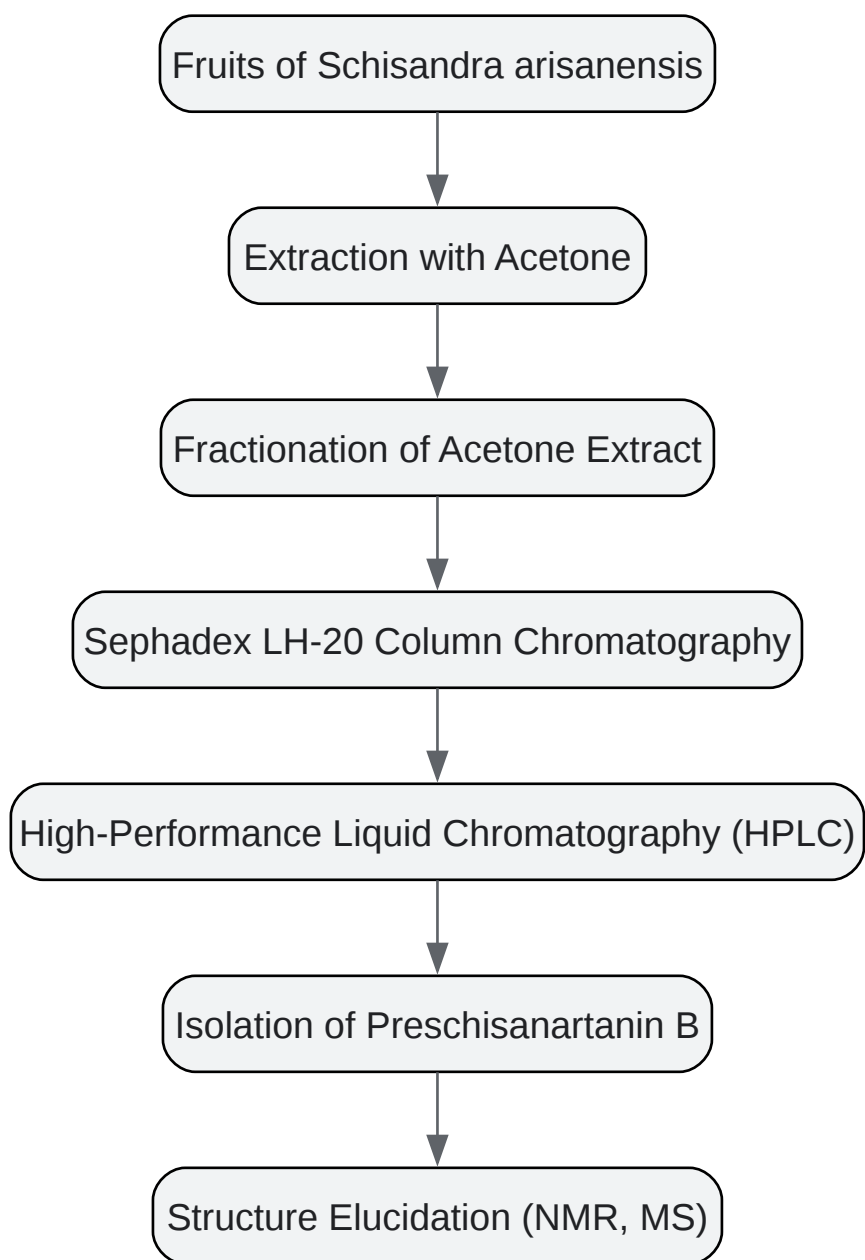 Fruits of Schisandra arisanensis
Extraction with Acetone
Fractionation of Acetone Extract
Sephadex LH-20 Column Chromatography
High-Performance Liquid Chromatography (HPLC)
Isolation of Preschisanartanin B
Structure Elucidation (NMR, MS)